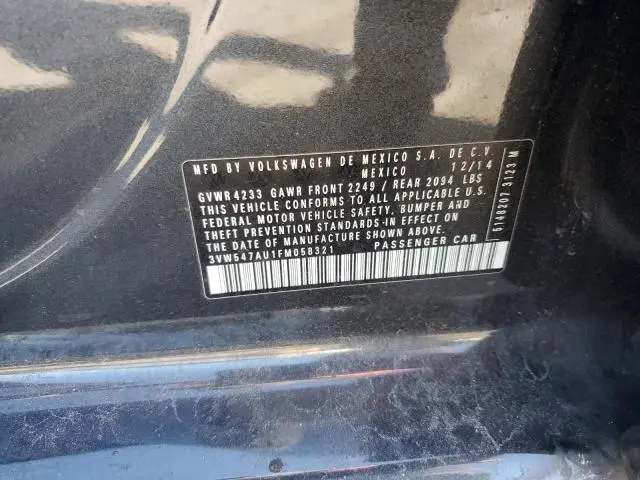 MFD BY VOLKSWAGEN DE MEXICO S.A. DE C.V.
MEXICO 12/14
GVWR 4233 GAWR FRONT 2249 / REAR 2094 LBS
THIS VEHICLE CONFORMS TO ALL APPLICABLE U.S.
FEDERAL MOTOR VEHICLE SAFETY, BUMPER AND
THEFT PREVENTION STANDARDS IN EFFECT ON
THE DATE OF MANUFACTURE SHOWN ABOVE.
3VW547AU1FM058321 PASSENGER CAR
3123 M